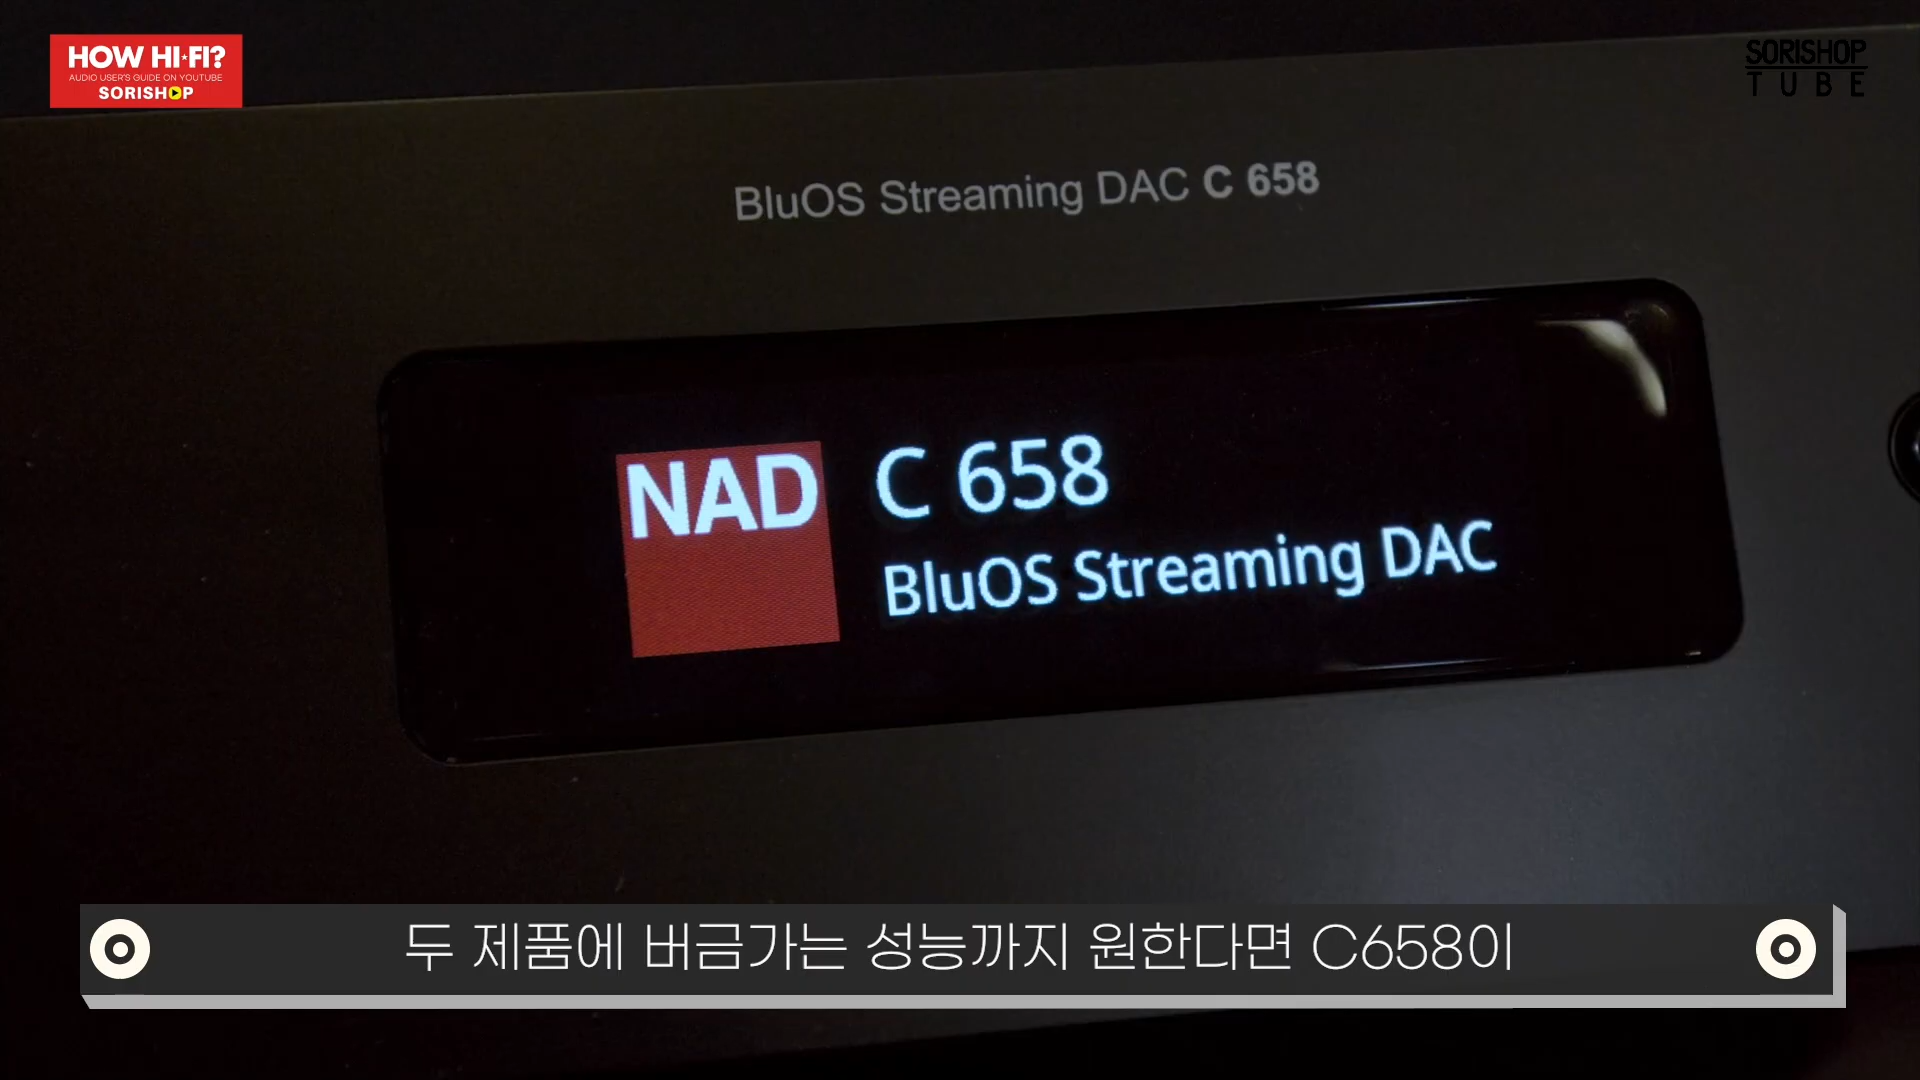 HOW HI-FI?
AUDIO USER'S GUIDE ON YOUTUBE
SORISHOP
SORISHOP
TUBE
BluOS Streaming DAC C 658
NAD
C 658
BluOS Streaming DAC
두 제품에 버금가는 성능까지 원한다면 C658이